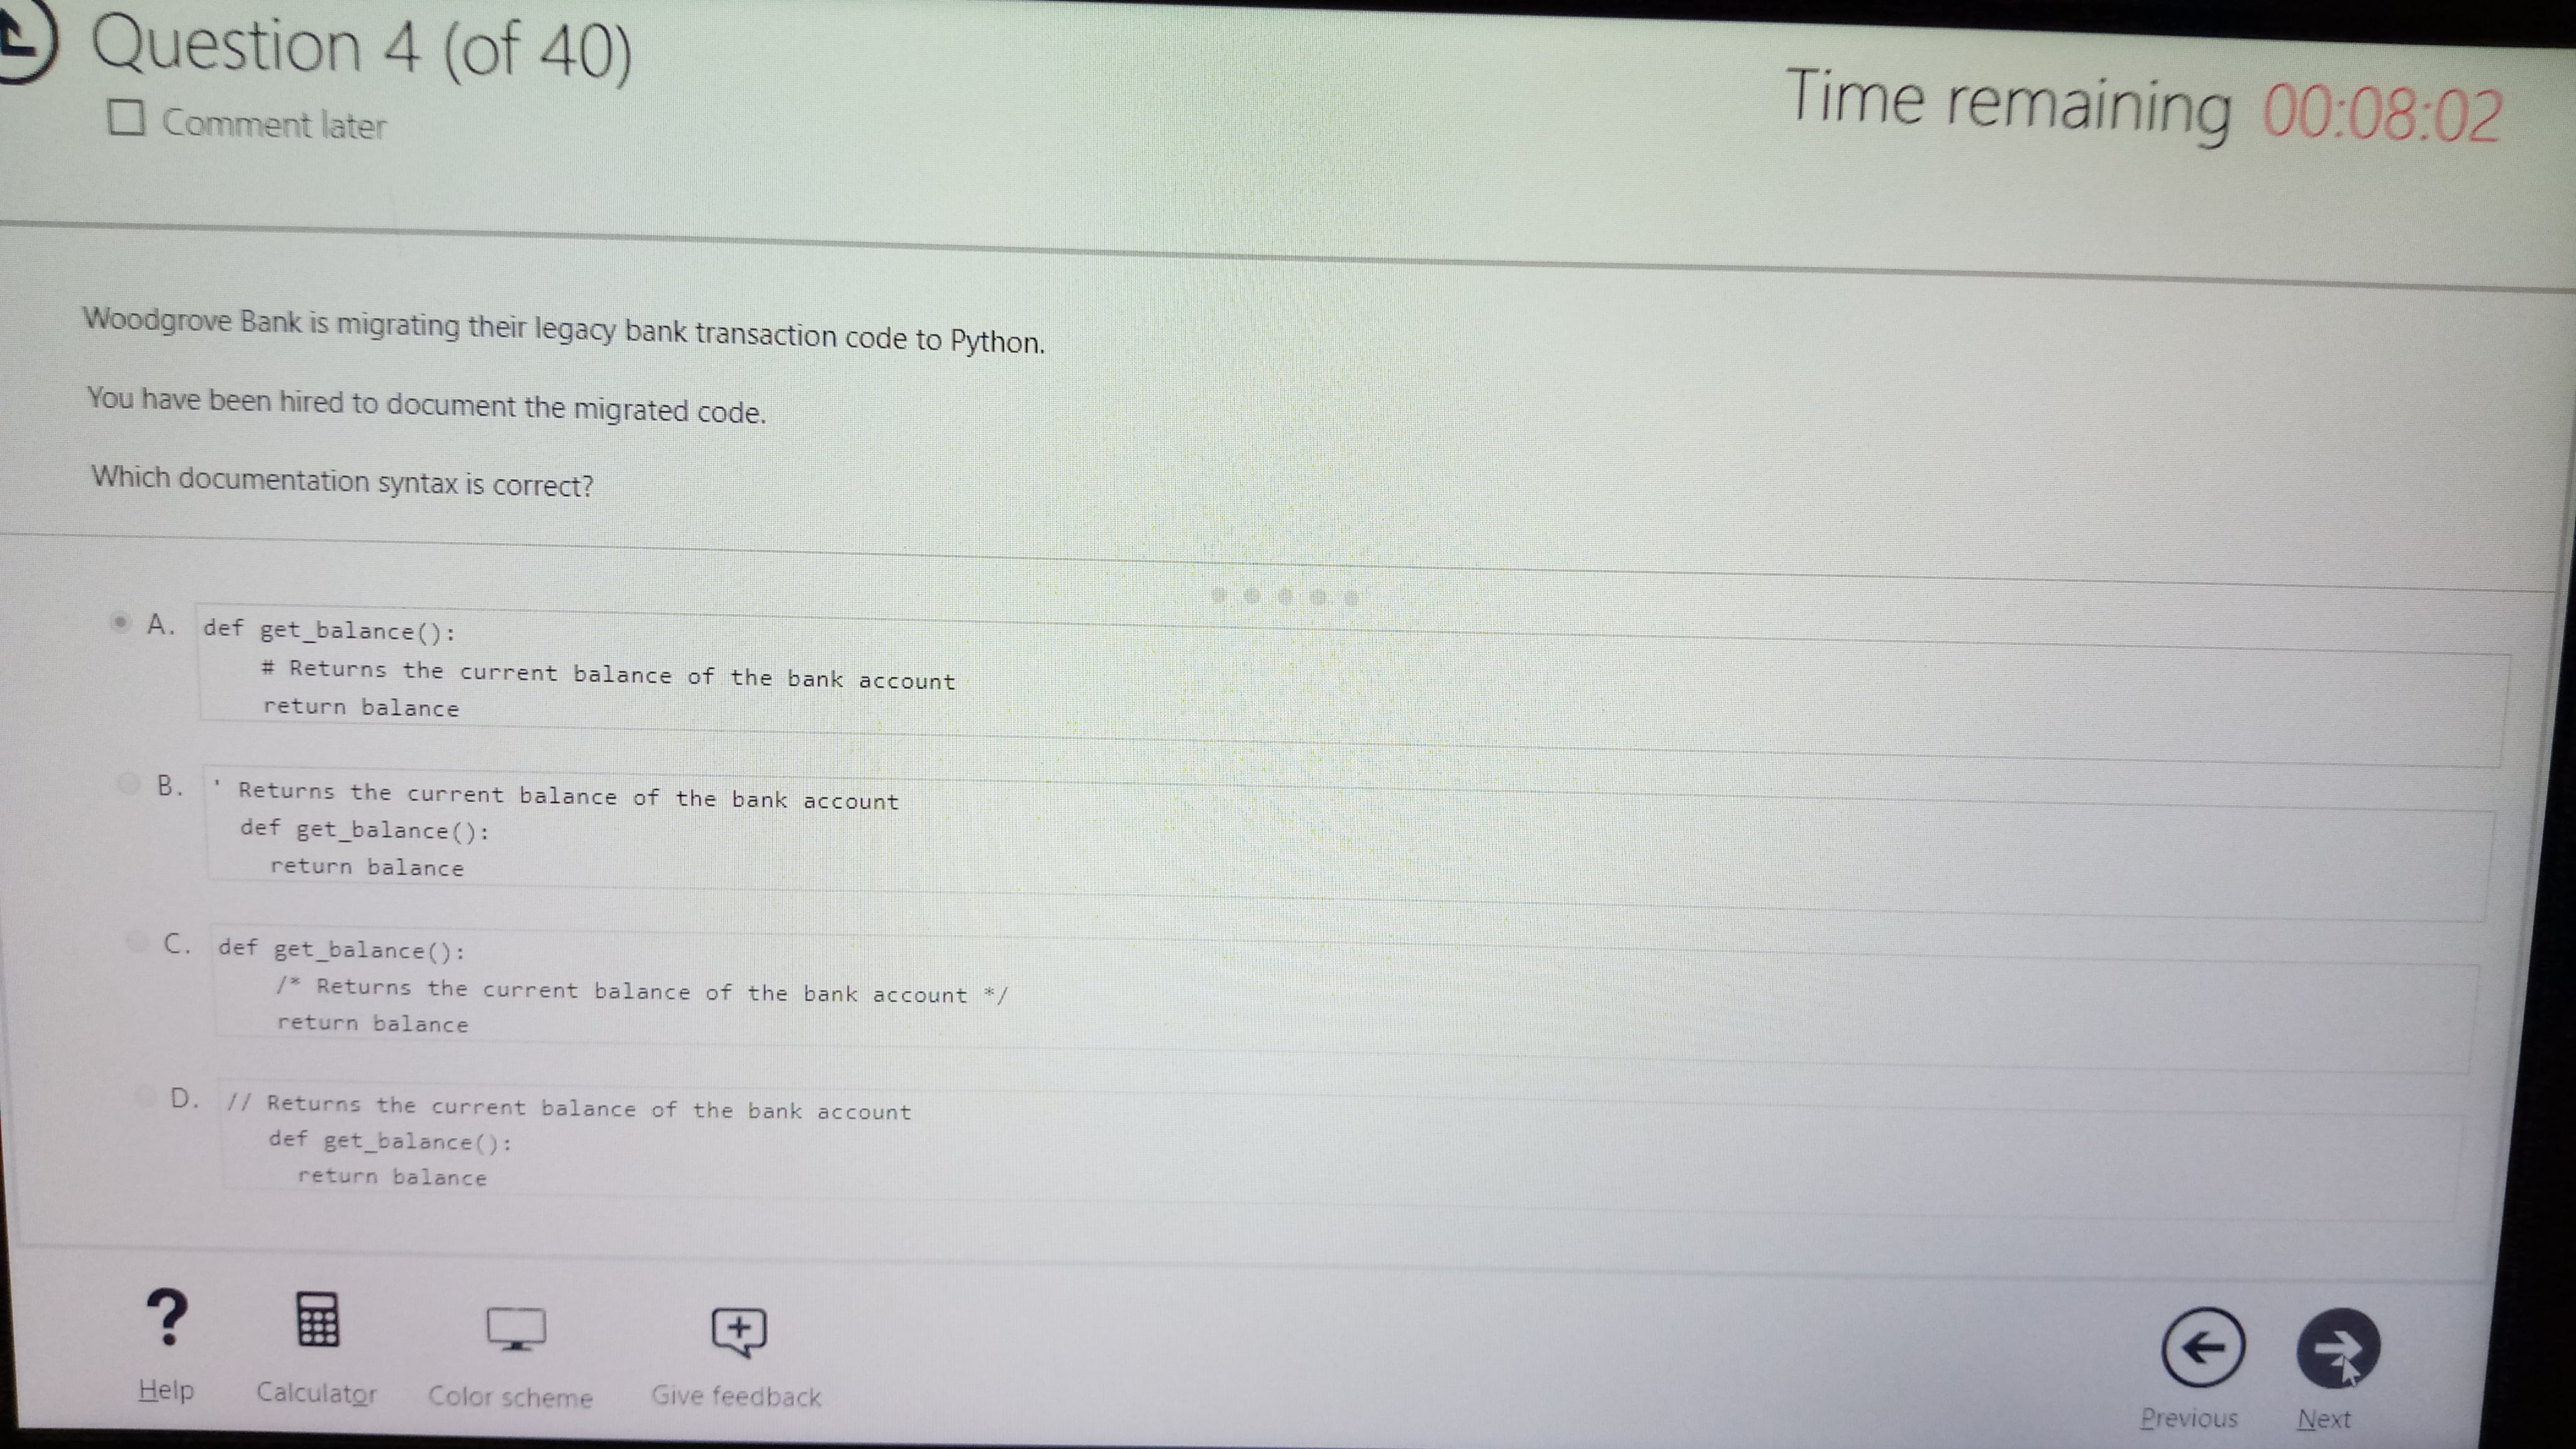 Question 4 (of 40)
Comment later
Time remaining 00:08:02
Woodgrove Bank is migrating their legacy bank transaction code to Python.
You have been hired to document the migrated code.
Which documentation syntax is correct?
A. def get_balance():
# Returns the current balance of the bank account
return balance
B. ' Returns the current balance of the bank account
def get_balance():
return balance
C. def get_balance():
/* Returns the current balance of the bank account */
return balance
D. // Returns the current balance of the bank account
def get_balance():
return balance
Help
Calculator
Color scheme
Give feedback
Previous
Next